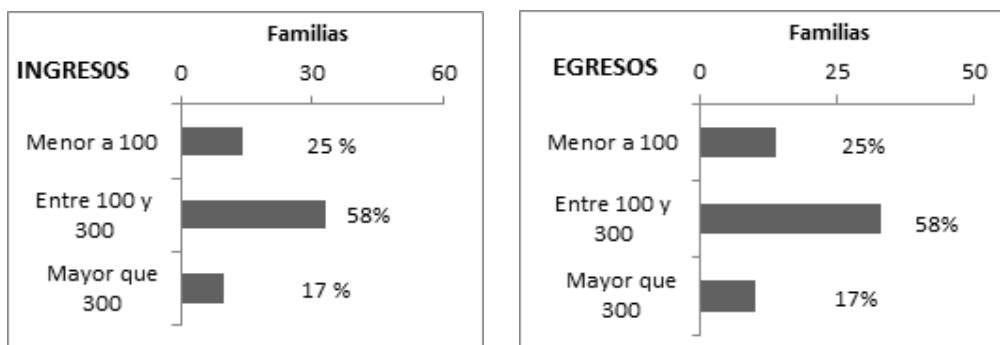 Familias
INGRES0S
0 30 60
Menor a 100
25 %
Entre 100 y
300
58%
Mayor que
300
17 %
Familias
EGRESOS
0 25 50
Menor a 100
25%
Entre 100 y
300
58%
Mayor que
300
17%